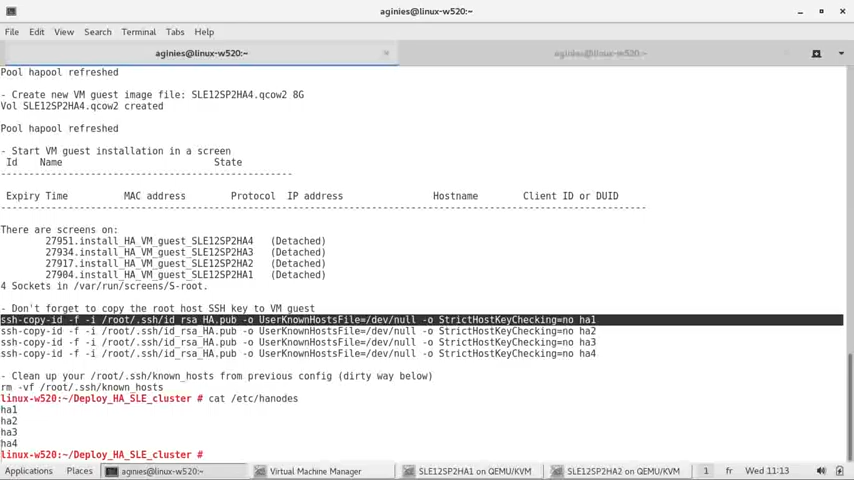 aginies@linux-w520:~
File Edit View Search Terminal Tabs Help
aginies@linux-w520:~ aginies@linux-w520:~
Pool hapool refreshed
- Create new VM guest image file: SLE12SP2HA4.qcow2 8G
Vol SLE12SP2HA4.qcow2 created
Pool hapool refreshed
- Start VM guest installation in a screen
Id Name State
----------------------------------------------------
Expiry Time MAC address Protocol IP address Hostname Client ID or DUID
-------------------------------------------------------------------------------------------------------------------
There are screens on:
27951.install_HA_VM_guest_SLE12SP2HA4 (Detached)
27934.install_HA_VM_guest_SLE12SP2HA3 (Detached)
27917.install_HA_VM_guest_SLE12SP2HA2 (Detached)
27904.install_HA_VM_guest_SLE12SP2HA1 (Detached)
4 Sockets in /var/run/screens/S-root.
- Don't forget to copy the root host SSH key to VM guest
ssh-copy-id -f -i /root/.ssh/id_rsa_HA.pub -o UserKnownHostsFile=/dev/null -o StrictHostKeyChecking=no ha1
ssh-copy-id -f -i /root/.ssh/id_rsa_HA.pub -o UserKnownHostsFile=/dev/null -o StrictHostKeyChecking=no ha2
ssh-copy-id -f -i /root/.ssh/id_rsa_HA.pub -o UserKnownHostsFile=/dev/null -o StrictHostKeyChecking=no ha3
ssh-copy-id -f -i /root/.ssh/id_rsa_HA.pub -o UserKnownHostsFile=/dev/null -o StrictHostKeyChecking=no ha4
- Clean up your /root/.ssh/known_hosts from previous config (dirty way below)
rm -vf /root/.ssh/known_hosts
linux-w520:~/Deploy_HA_SLE_cluster # cat /etc/hanodes
ha1
ha2
ha3
ha4
linux-w520:~/Deploy_HA_SLE_cluster #
Applications Places aginies@linux-w520:~ Virtual Machine Manager SLE12SP2HA1 on QEMU/KVM SLE12SP2HA2 on QEMU/KVM 1 fr Wed 11:13